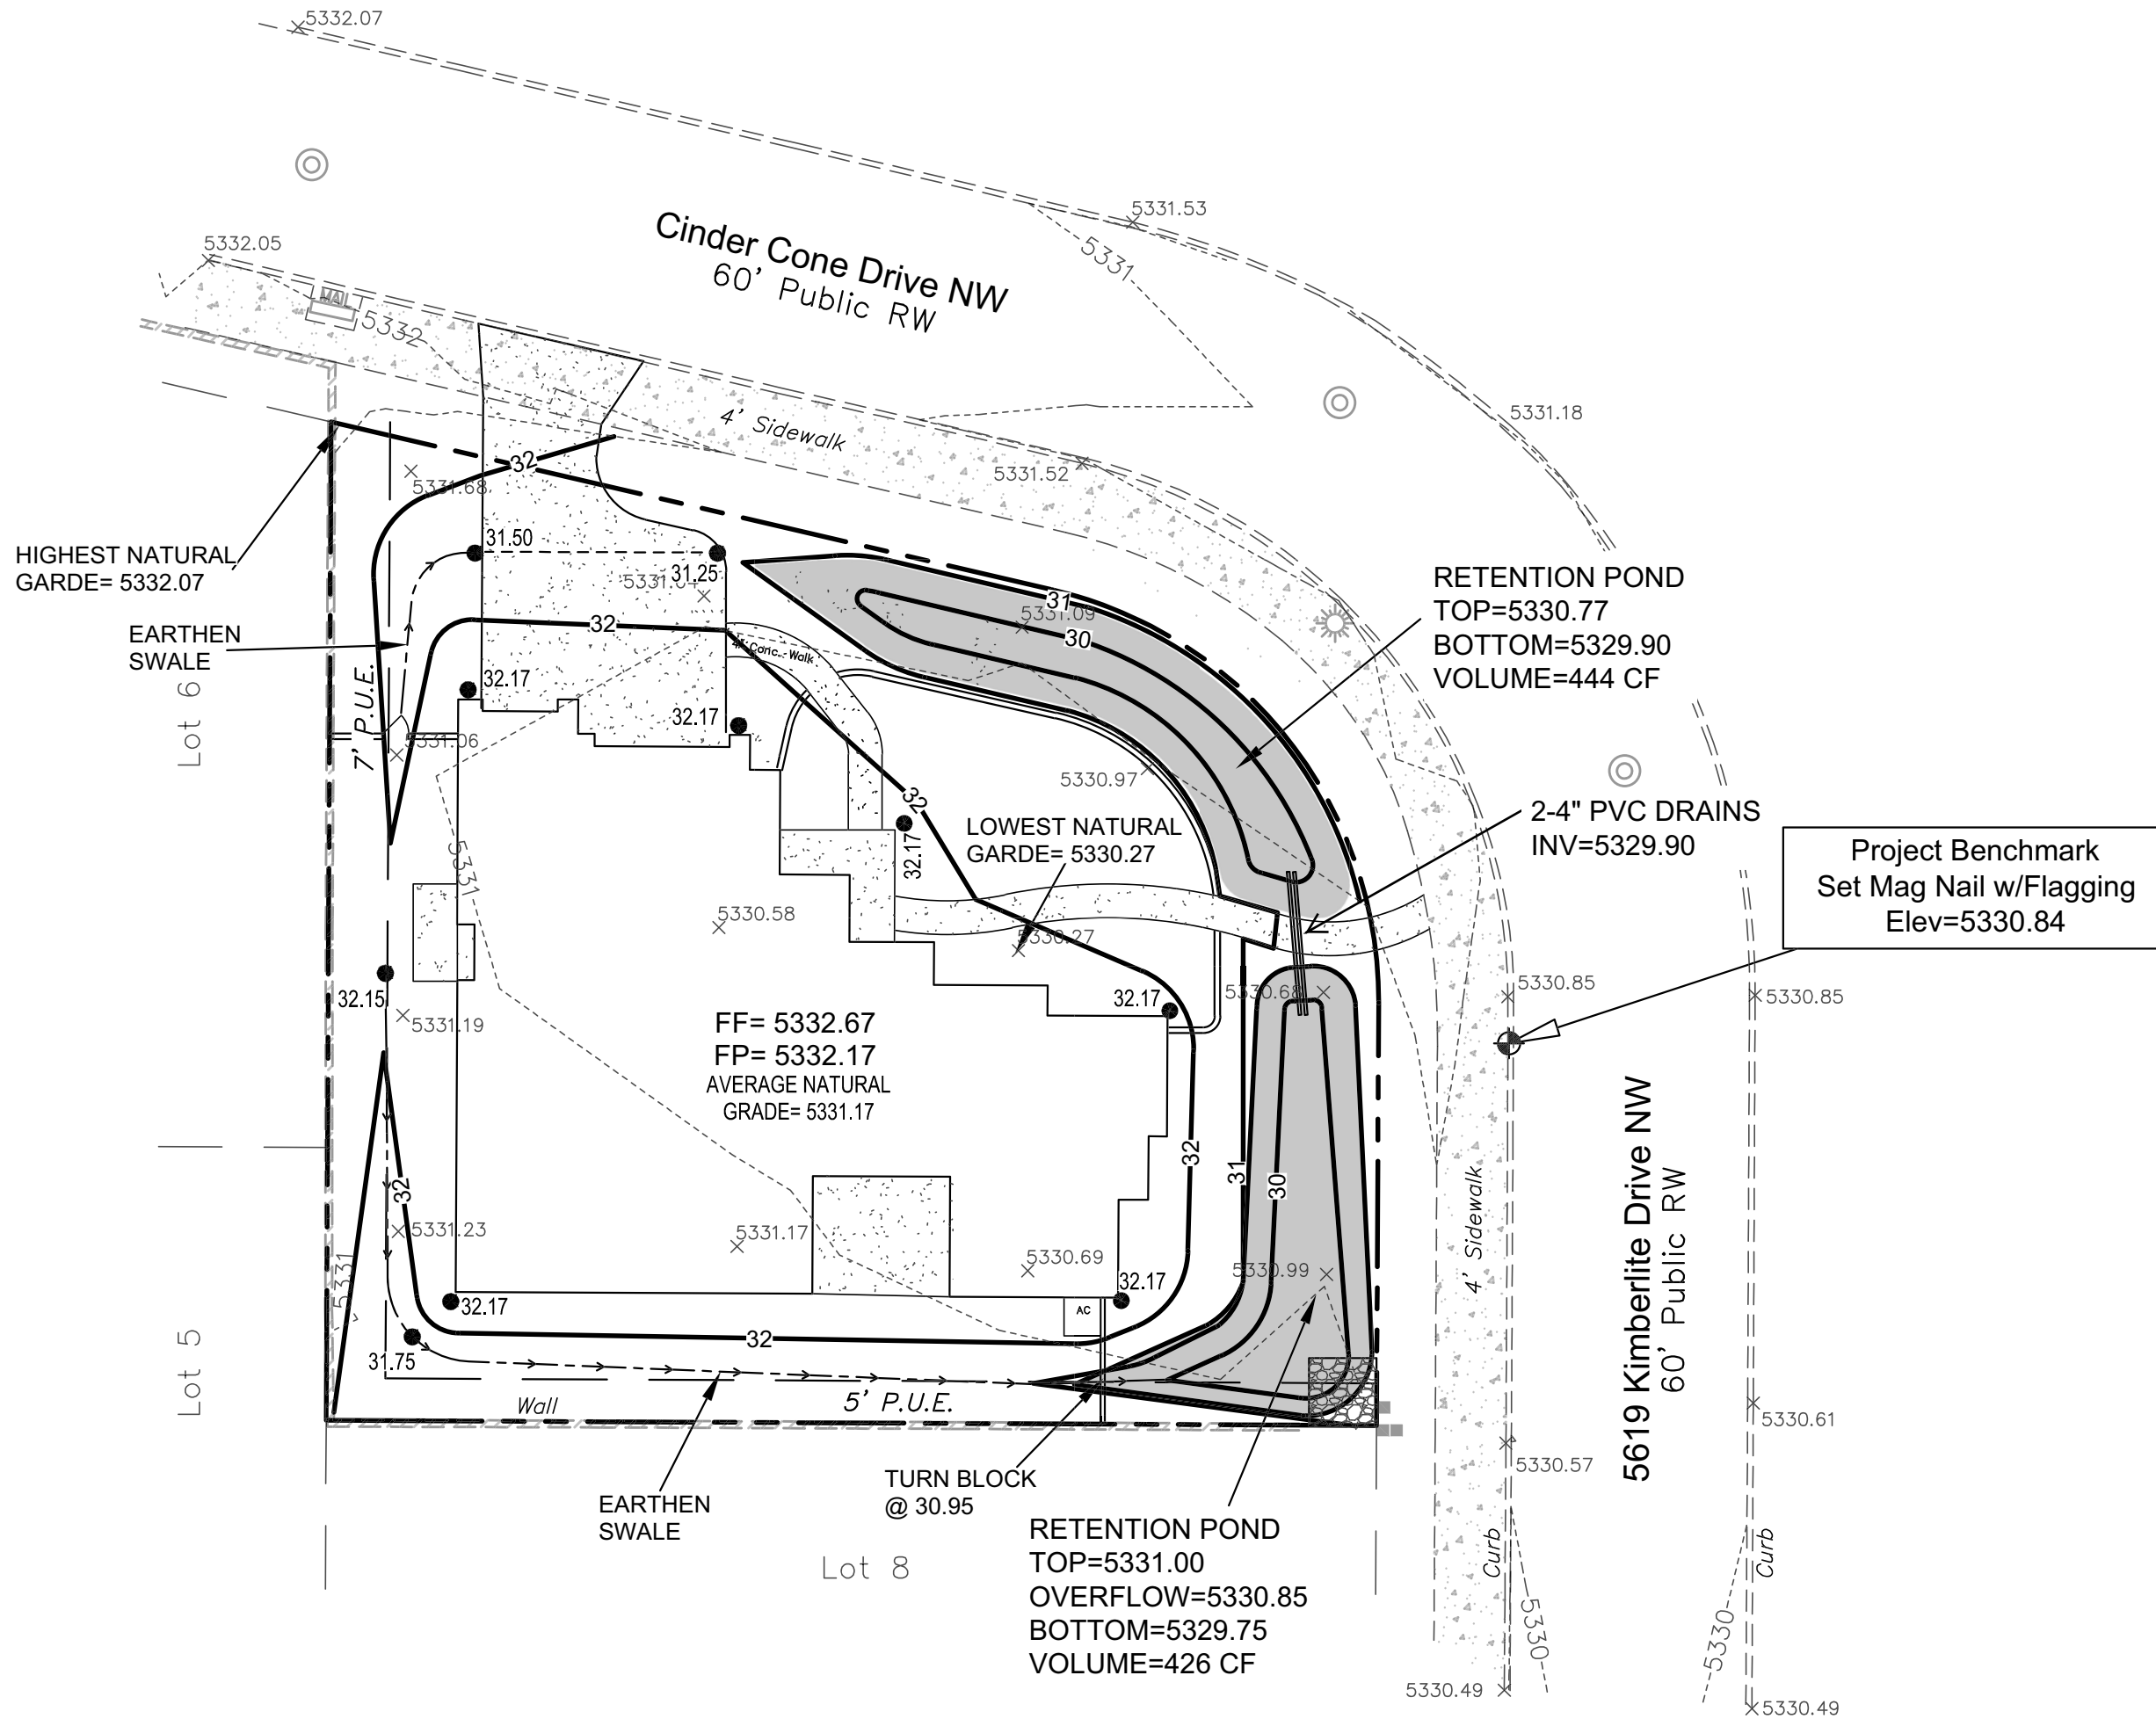 5332.07
5331.53
5332.05
Cinder Cone Drive NW
60' Public RW
5331
MAIL
5332
5331.18
4' Sidewalk
5331.52
32
5331.68
31.50
31.25
HIGHEST NATURAL
GARDE= 5332.07
EARTHEN
SWALE
Lot 6
7' P.U.E.
32
31
5331.09
30
RETENTION POND
TOP=5330.77
BOTTOM=5329.90
VOLUME=444 CF
4' Conc. Walk
32.17
32.17
5331.06
5330.97
32
32.17
LOWEST NATURAL
GARDE= 5330.27
2-4" PVC DRAINS
INV=5329.90
Project Benchmark
Set Mag Nail w/Flagging
Elev=5330.84
5331
5330.58
5330.27
32.15
5331.19
32.17
5330.68
5330.85
5330.85
FF= 5332.67
FP= 5332.17
AVERAGE NATURAL
GRADE= 5331.17
32
32
31
30
4' Sidewalk
5619 Kimberlite Drive NW
60' Public RW
5331.23
5331.17
5330.69
5330.99
5331
32.17
32.17
AC
31.75
32
Lot 5
Wall
5' P.U.E.
5330.61
5330.57
EARTHEN
SWALE
TURN BLOCK
@ 30.95
Lot 8
RETENTION POND
TOP=5331.00
OVERFLOW=5330.85
BOTTOM=5329.75
VOLUME=426 CF
Curb
Curb
5330
5330
5330.49
5330.49